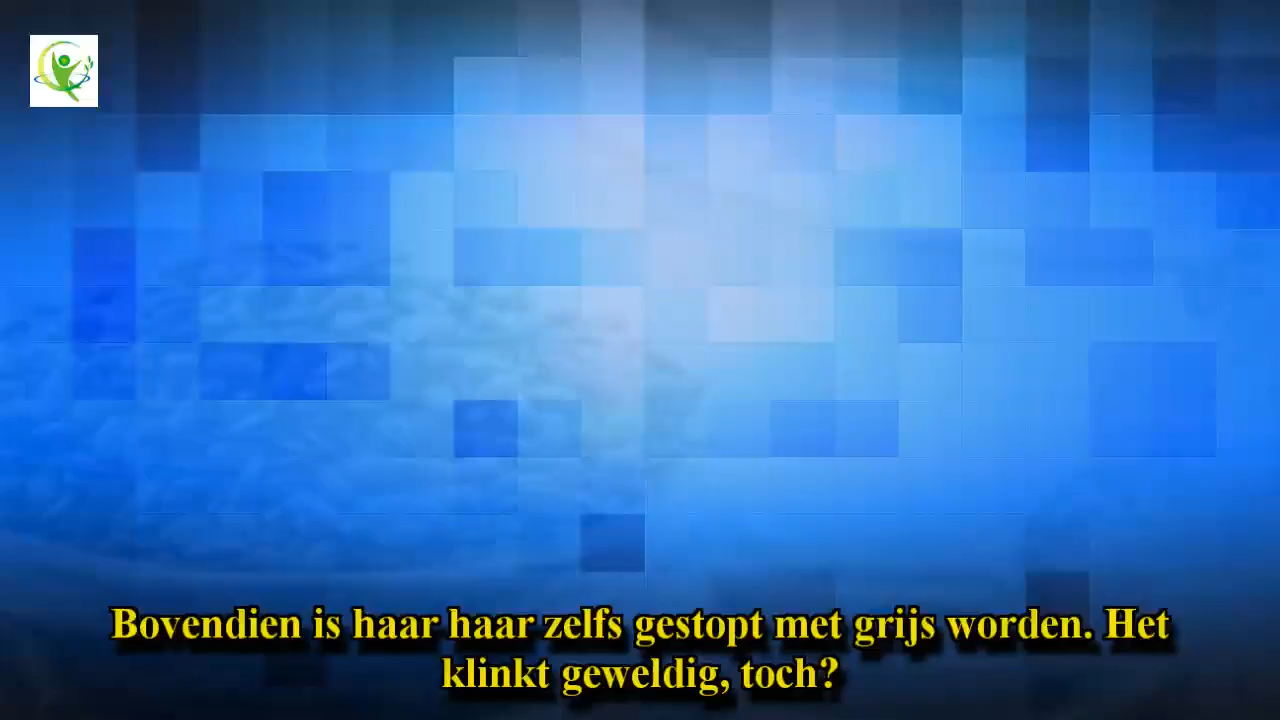 Bovendien is haar haar zelfs gestopt met grijs worden. Het
klinkt geweldig, toch?